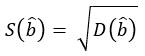 S(b̂) = √D(b̂)